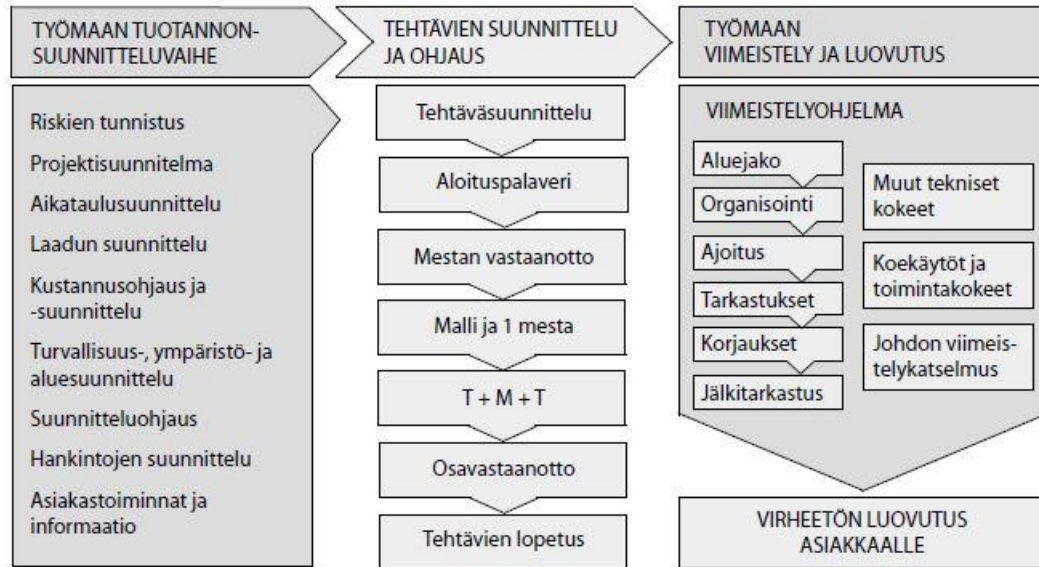 TYÖMAAN TUOTANNON-
SUUNNITTELUVAIHE
Riskien tunnistus
Projektisuunnitelma
Aikataulusuunnittelu
Laadun suunnittelu
Kustannusohjaus ja
-suunnittelu
Turvallisuus-, ympäristö- ja
aluesuunnittelu
Suunnitteluohjaus
Hankintojen suunnittelu
Asiakastoiminnat ja
informaatio
TEHTÄVIEN SUUNNITTELU
JA OHJAUS
Tehtäväsuunnittelu
Aloituspalaveri
Mestan vastaanotto
Malli ja 1 mesta
T + M + T
Osavastaanotto
Tehtävien lopetus
TYÖMAAN
VIIMEISTELY JA LUOVUTUS
VIIMEISTELYOHJELMA
Aluejako
Organisointi
Ajoitus
Tarkastukset
Korjaukset
Jälkitarkastus
Muut tekniset
kokeet
Koekäytöt ja
toimintakokeet
Johdon viimeis-
telykatselmus
VIRHEETÖN LUOVUTUS
ASIAKKAALLE